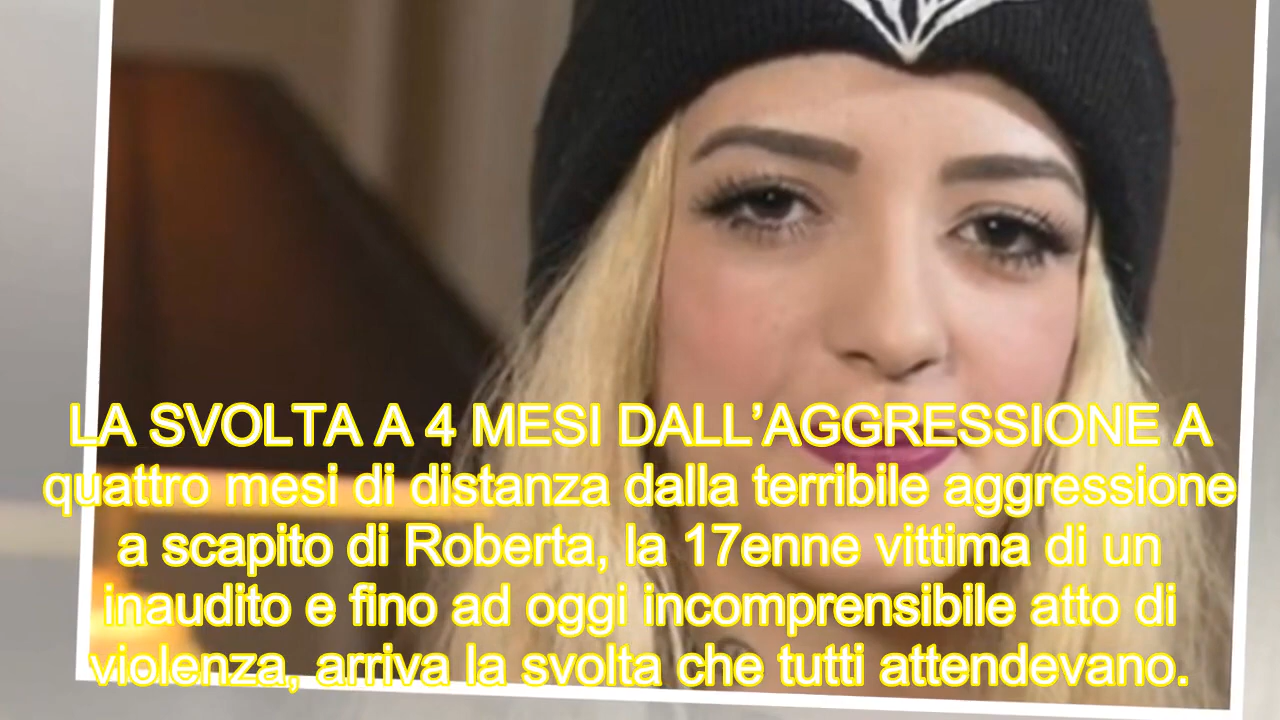 LA SVOLTA A 4 MESI DALL’AGGRESSIONE A
quattro mesi di distanza dalla terribile aggressione
a scapito di Roberta, la 17enne vittima di un
inaudito e fino ad oggi incomprensibile atto di
violenza, arriva la svolta che tutti attendevano.